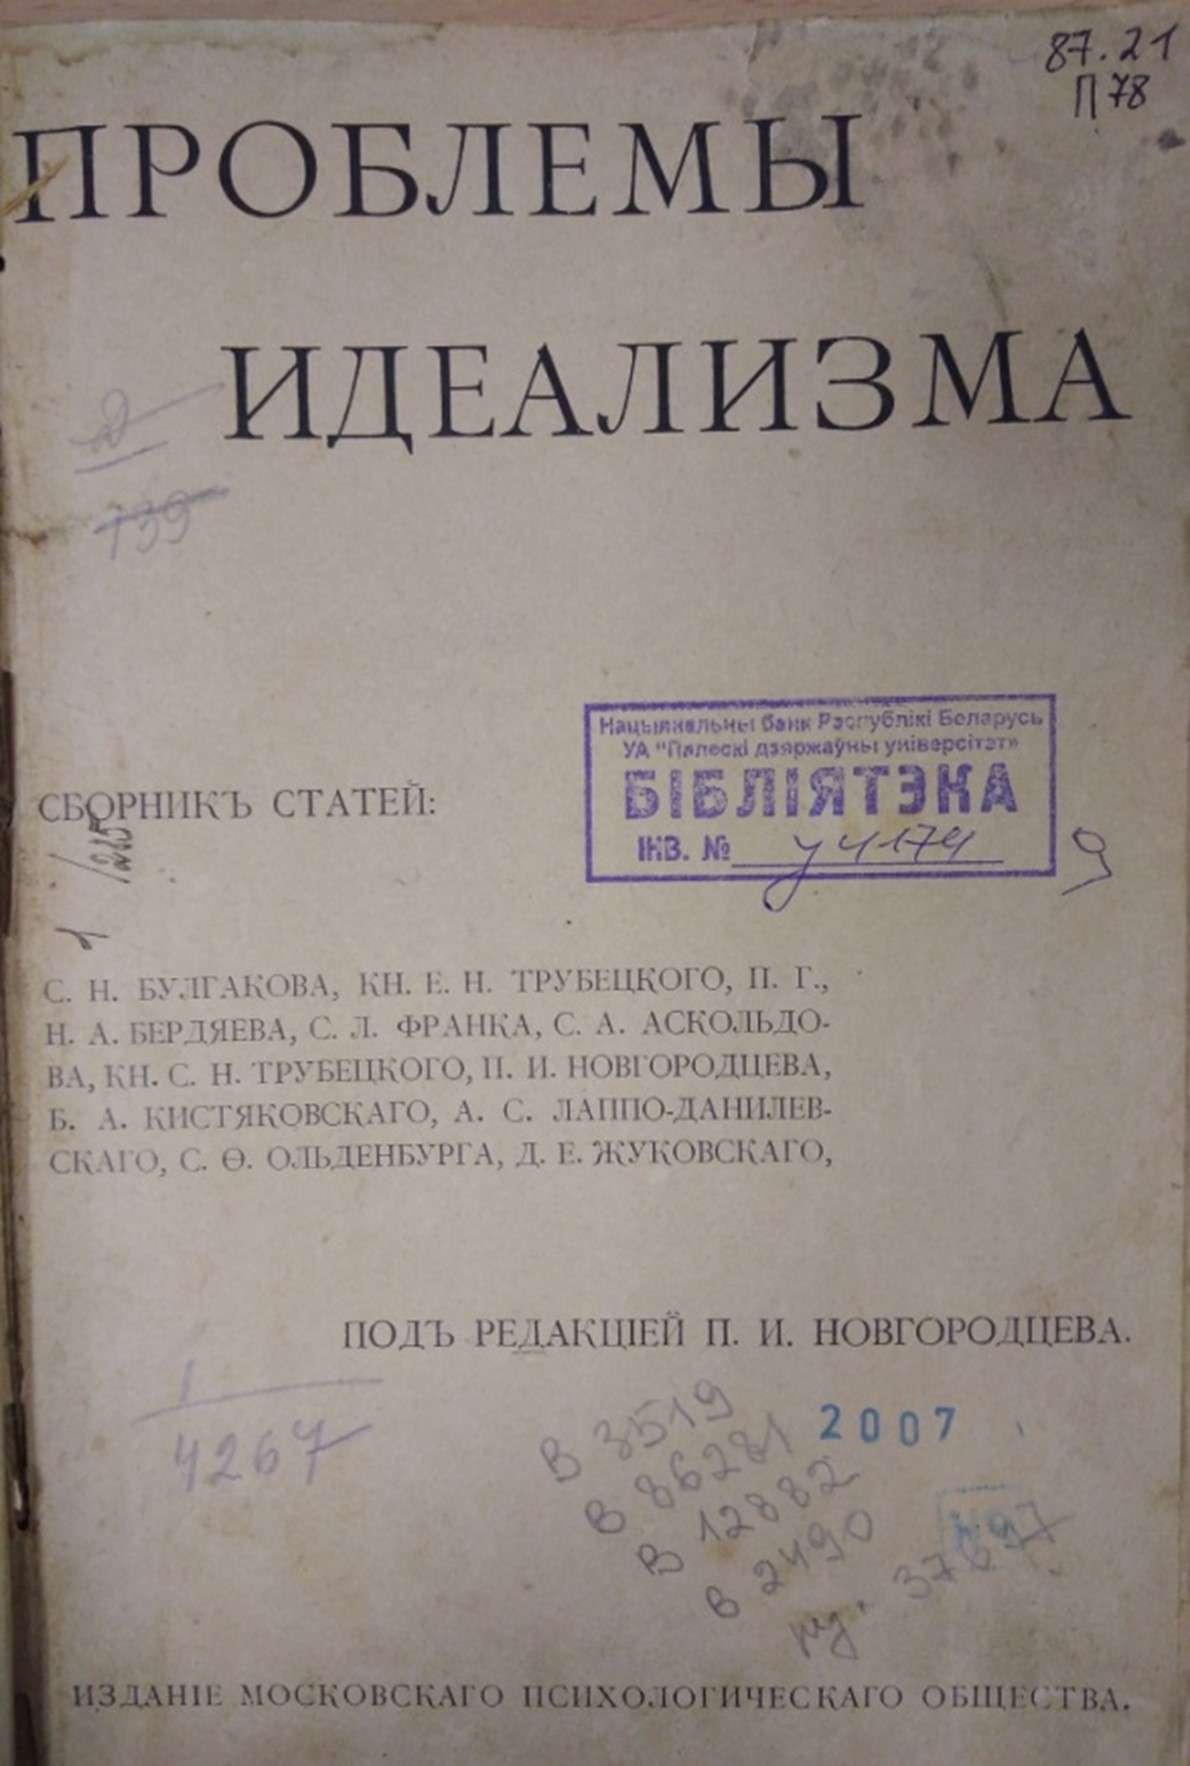 87.21
П78
ПРОБЛЕМЫ
ИДЕАЛИЗМА
139
Нацыянальны банк Рэспублікі Беларусь
УА "Палескі дзяржаўны універсітэт"
БІБЛІЯТЭКА
ІНВ. № у 4174
СБОРНИКЪ СТАТЕЙ:
С. Н. БУЛГАКОВА, КН. Е. Н. ТРУБЕЦКОГО, П. Г.,
Н. А. БЕРДЯЕВА, С. Л. ФРАНКА, С. А. АСКОЛЬДО-
ВА, КН. С. Н. ТРУБЕЦКОГО, П. И. НОВГОРОДЦЕВА,
Б. А. КИСТЯКОВСКАГО, А. С. ЛАППО-ДАНИЛЕВ-
СКАГО, С. Ѳ. ОЛЬДЕНБУРГА, Д. Е. ЖУКОВСКАГО,
ПОДЪ РЕДАКЦІЕЙ П. И. НОВГОРОДЦЕВА.
1
4267
2007
В 3519
В 86281
В 12882
В 2490
ИЗДАНІЕ МОСКОВСКАГО ПСИХОЛОГИЧЕСКАГО ОБЩЕСТВА.